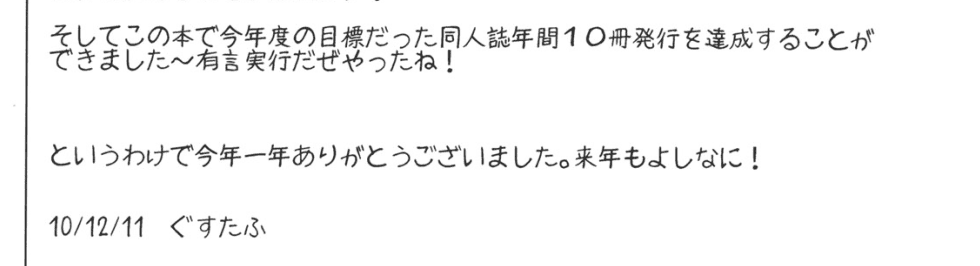 そしてこの本で今年度の目標だった同人誌年間１０冊発行を達成することが
できました～有言実行だぜやったね！
というわけで今年一年ありがとうございました。来年もよしなに！
10/12/11　ぐすたふ